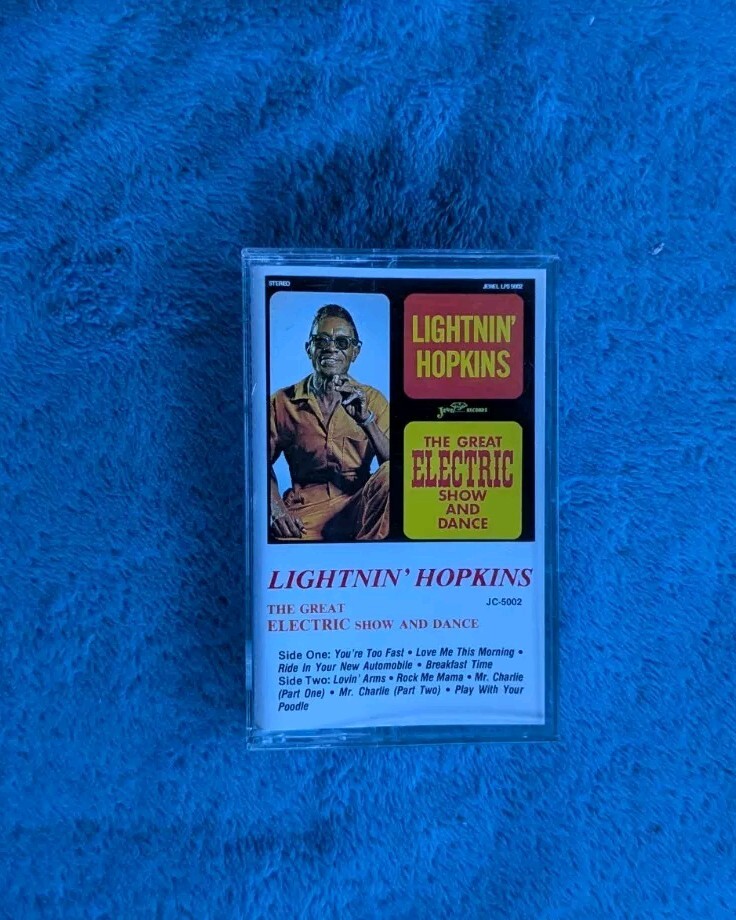 STEREO
JEWEL LPS 5002
LIGHTNIN'
HOPKINS
Jewel RECORDS
THE GREAT
ELECTRIC
SHOW
AND
DANCE
LIGHTNIN' HOPKINS
JC-5002
THE GREAT
ELECTRIC SHOW AND DANCE
Side One: You're Too Fast • Love Me This Morning •
Ride In Your New Automobile • Breakfast Time
Side Two: Lovin' Arms • Rock Me Mama • Mr. Charlie
(Part One) • Mr. Charlie (Part Two) • Play With Your
Poodle